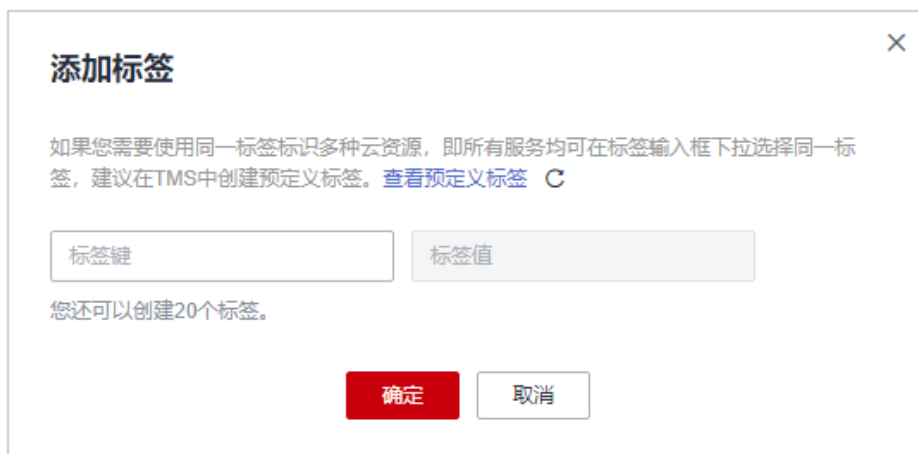 添加标签
如果您需要使用同一标签标识多种云资源，即所有服务均可在标签输入框下拉选择同一标
签，建议在TMS中创建预定义标签。查看预定义标签
标签键 标签值
您还可以创建20个标签。
确定 取消